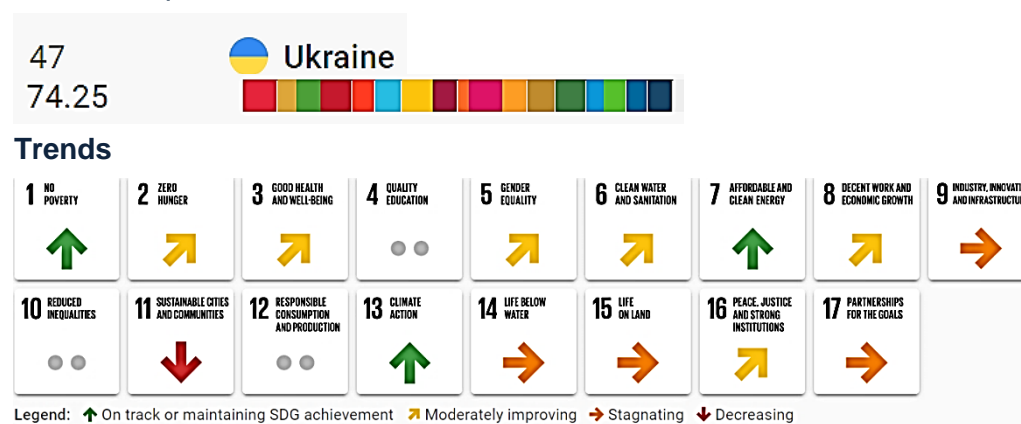 47
Ukraine
74.25
Trends
1 NO POVERTY
2 ZERO HUNGER
3 GOOD HEALTH AND WELL-BEING
4 QUALITY EDUCATION
5 GENDER EQUALITY
6 CLEAN WATER AND SANITATION
7 AFFORDABLE AND CLEAN ENERGY
8 DECENT WORK AND ECONOMIC GROWTH
9 INDUSTRY, AND
10 REDUCED INEQUALITIES
11 SUSTAINABLE CITIES AND COMMUNITIES
12 RESPONSIBLE CONSUMPTION AND PRODUCTION
13 CLIMATE ACTION
14 LIFE BELOW WATER
15 LIFE ON LAND
16 PEACE, JUSTICE AND STRONG INSTITUTIONS
17 PARTNERSHIPS FOR THE GOALS
Legend: On track or maintaining SDG achievement Moderately improving Stagnating Decreasing